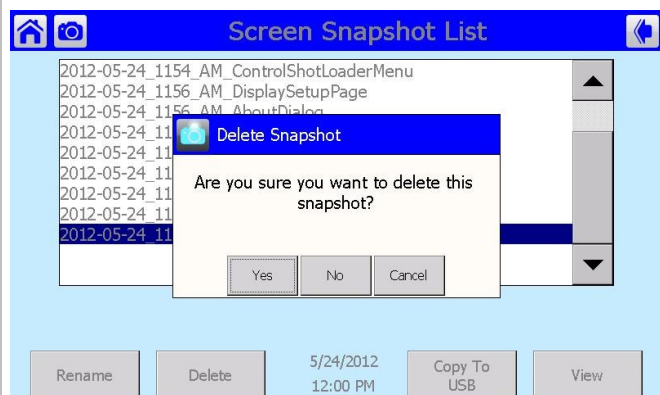 Screen Snapshot List
2012-05-24_1154_AM_ControlShotLoaderMenu
2012-05-24_1156_AM_DisplaySetupPage
2012-05-24_1156_AM_AboutDialog
2012-05-24_11
2012-05-24_11
2012-05-24_11
2012-05-24_11
2012-05-24_11
2012-05-24_11
Delete Snapshot
Are you sure you want to delete this
snapshot?
Yes No Cancel
Rename
Delete
5/24/2012
12:00 PM
Copy To
USB
View